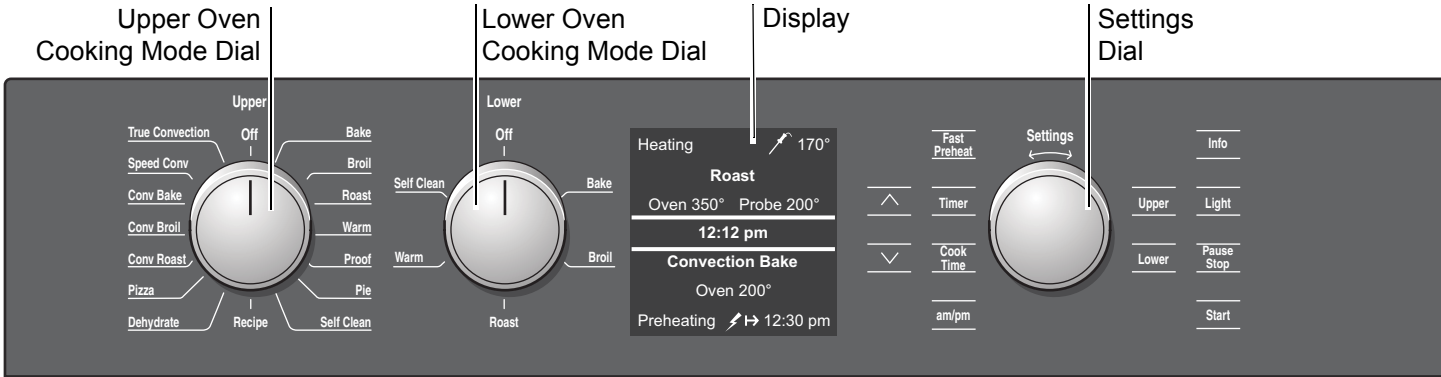 Upper Oven
Cooking Mode Dial
Lower Oven
Cooking Mode Dial
Display
Settings
Dial
Upper
Off
True Convection
Speed Conv
Conv Bake
Conv Broil
Conv Roast
Pizza
Dehydrate
Recipe
Bake
Broil
Roast
Warm
Proof
Pie
Self Clean
Lower
Off
Self Clean
Warm
Roast
Bake
Broil
Heating 170°
Roast
Oven 350° Probe 200°
12:12 pm
Convection Bake
Oven 200°
Preheating 12:30 pm
Fast
Preheat
Timer
Cook
Time
am/pm
Settings
Upper
Lower
Info
Light
Pause
Stop
Start